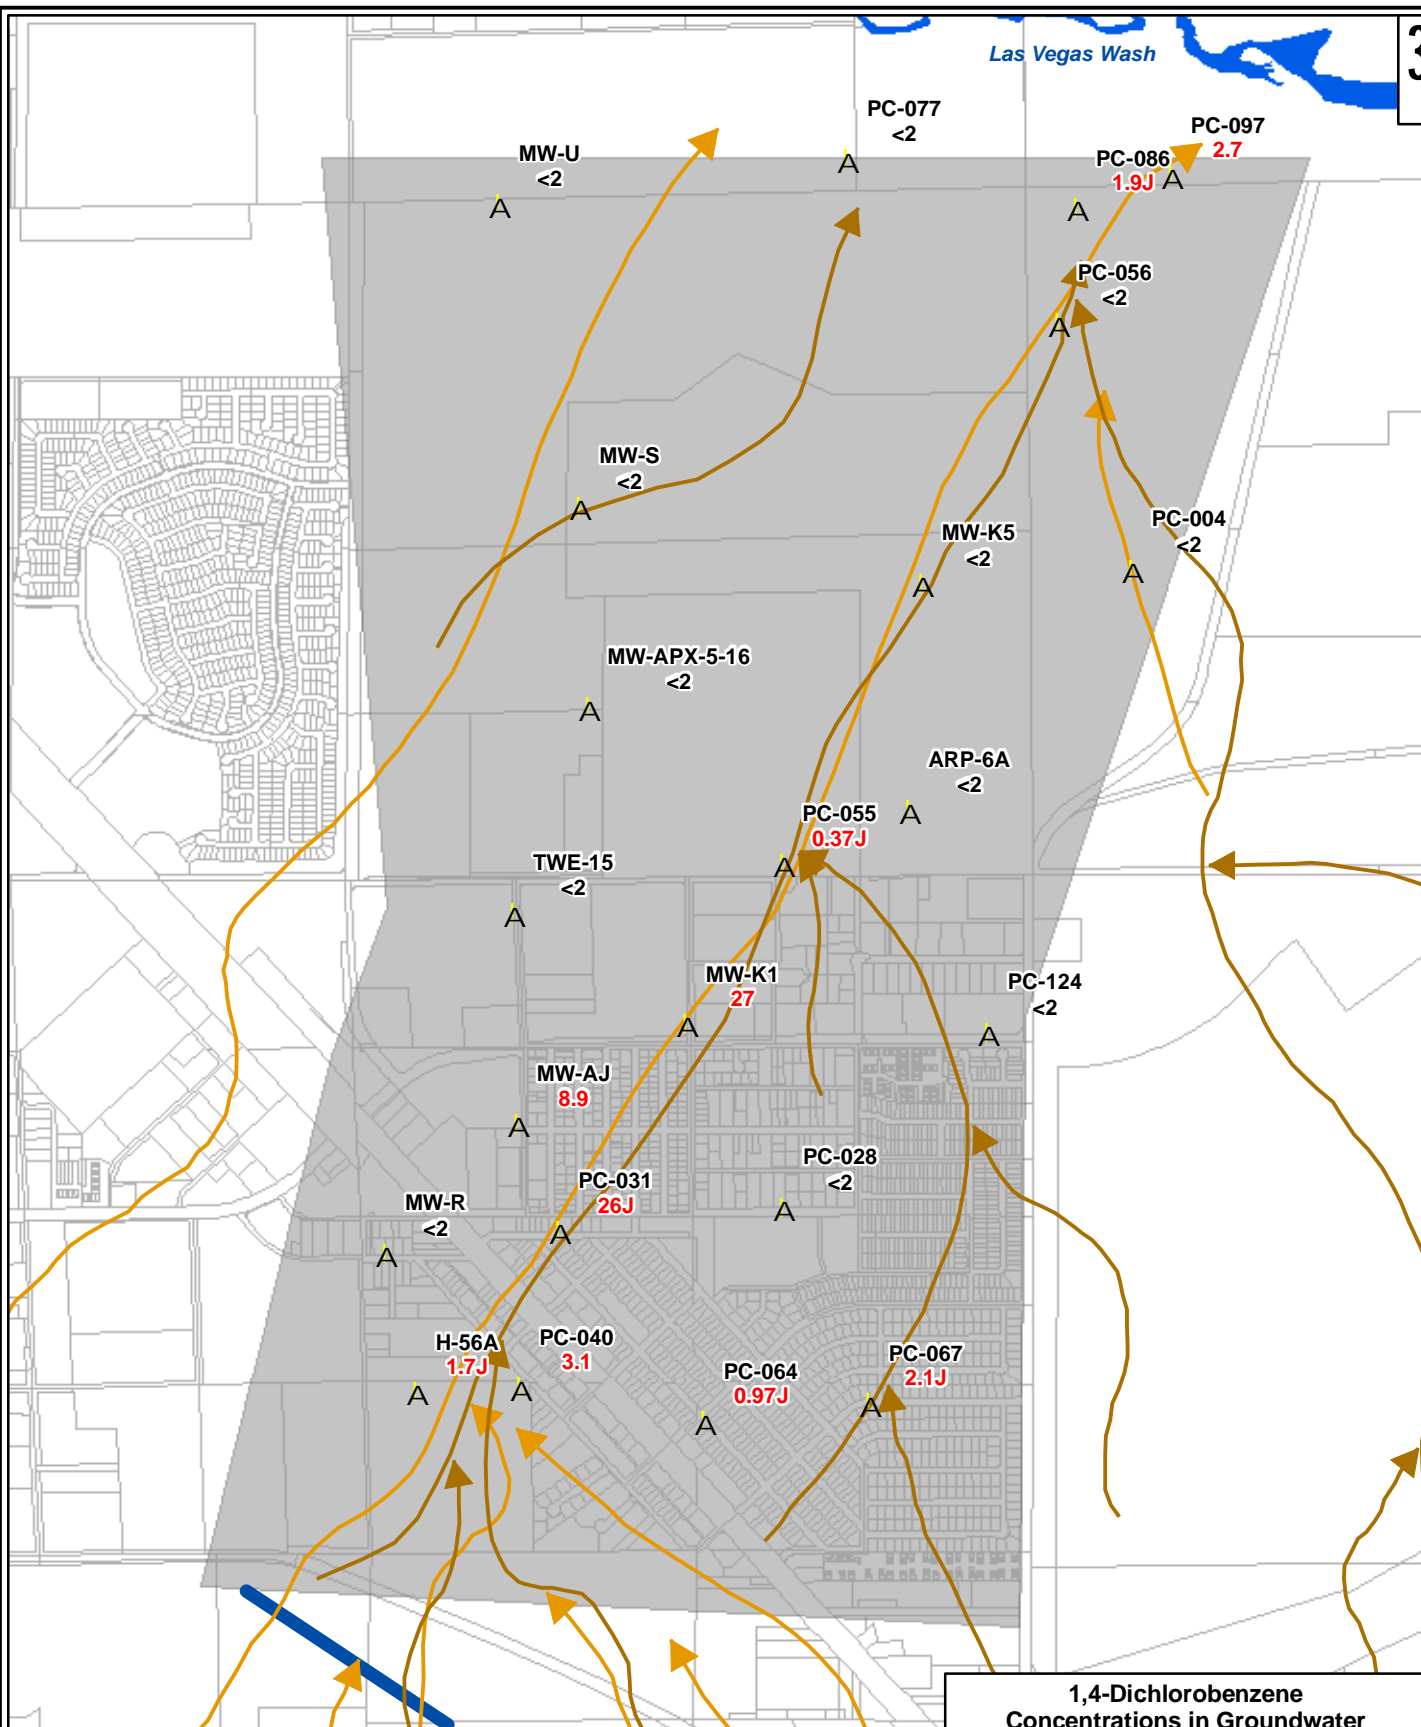 3
Las Vegas Wash
PC-077
<2
PC-097
2.7
MW-U
<2
PC-086
1.9J
A
A
A
A
PC-056
<2
A
MW-S
<2
A
PC-004
<2
MW-K5
<2
A
A
MW-APX-5-16
<2
A
ARP-6A
<2
A
PC-055
0.37J
A
TWE-15
<2
A
MW-K1
27
A
PC-124
<2
A
MW-AJ
8.9
A
PC-028
<2
A
PC-031
26J
A
MW-R
<2
A
H-56A
1.7J
A
PC-040
3.1
A
PC-064
0.97J
A
PC-067
2.1J
A
1,4-Dichlorobenzene
Concentrations in Groundwater